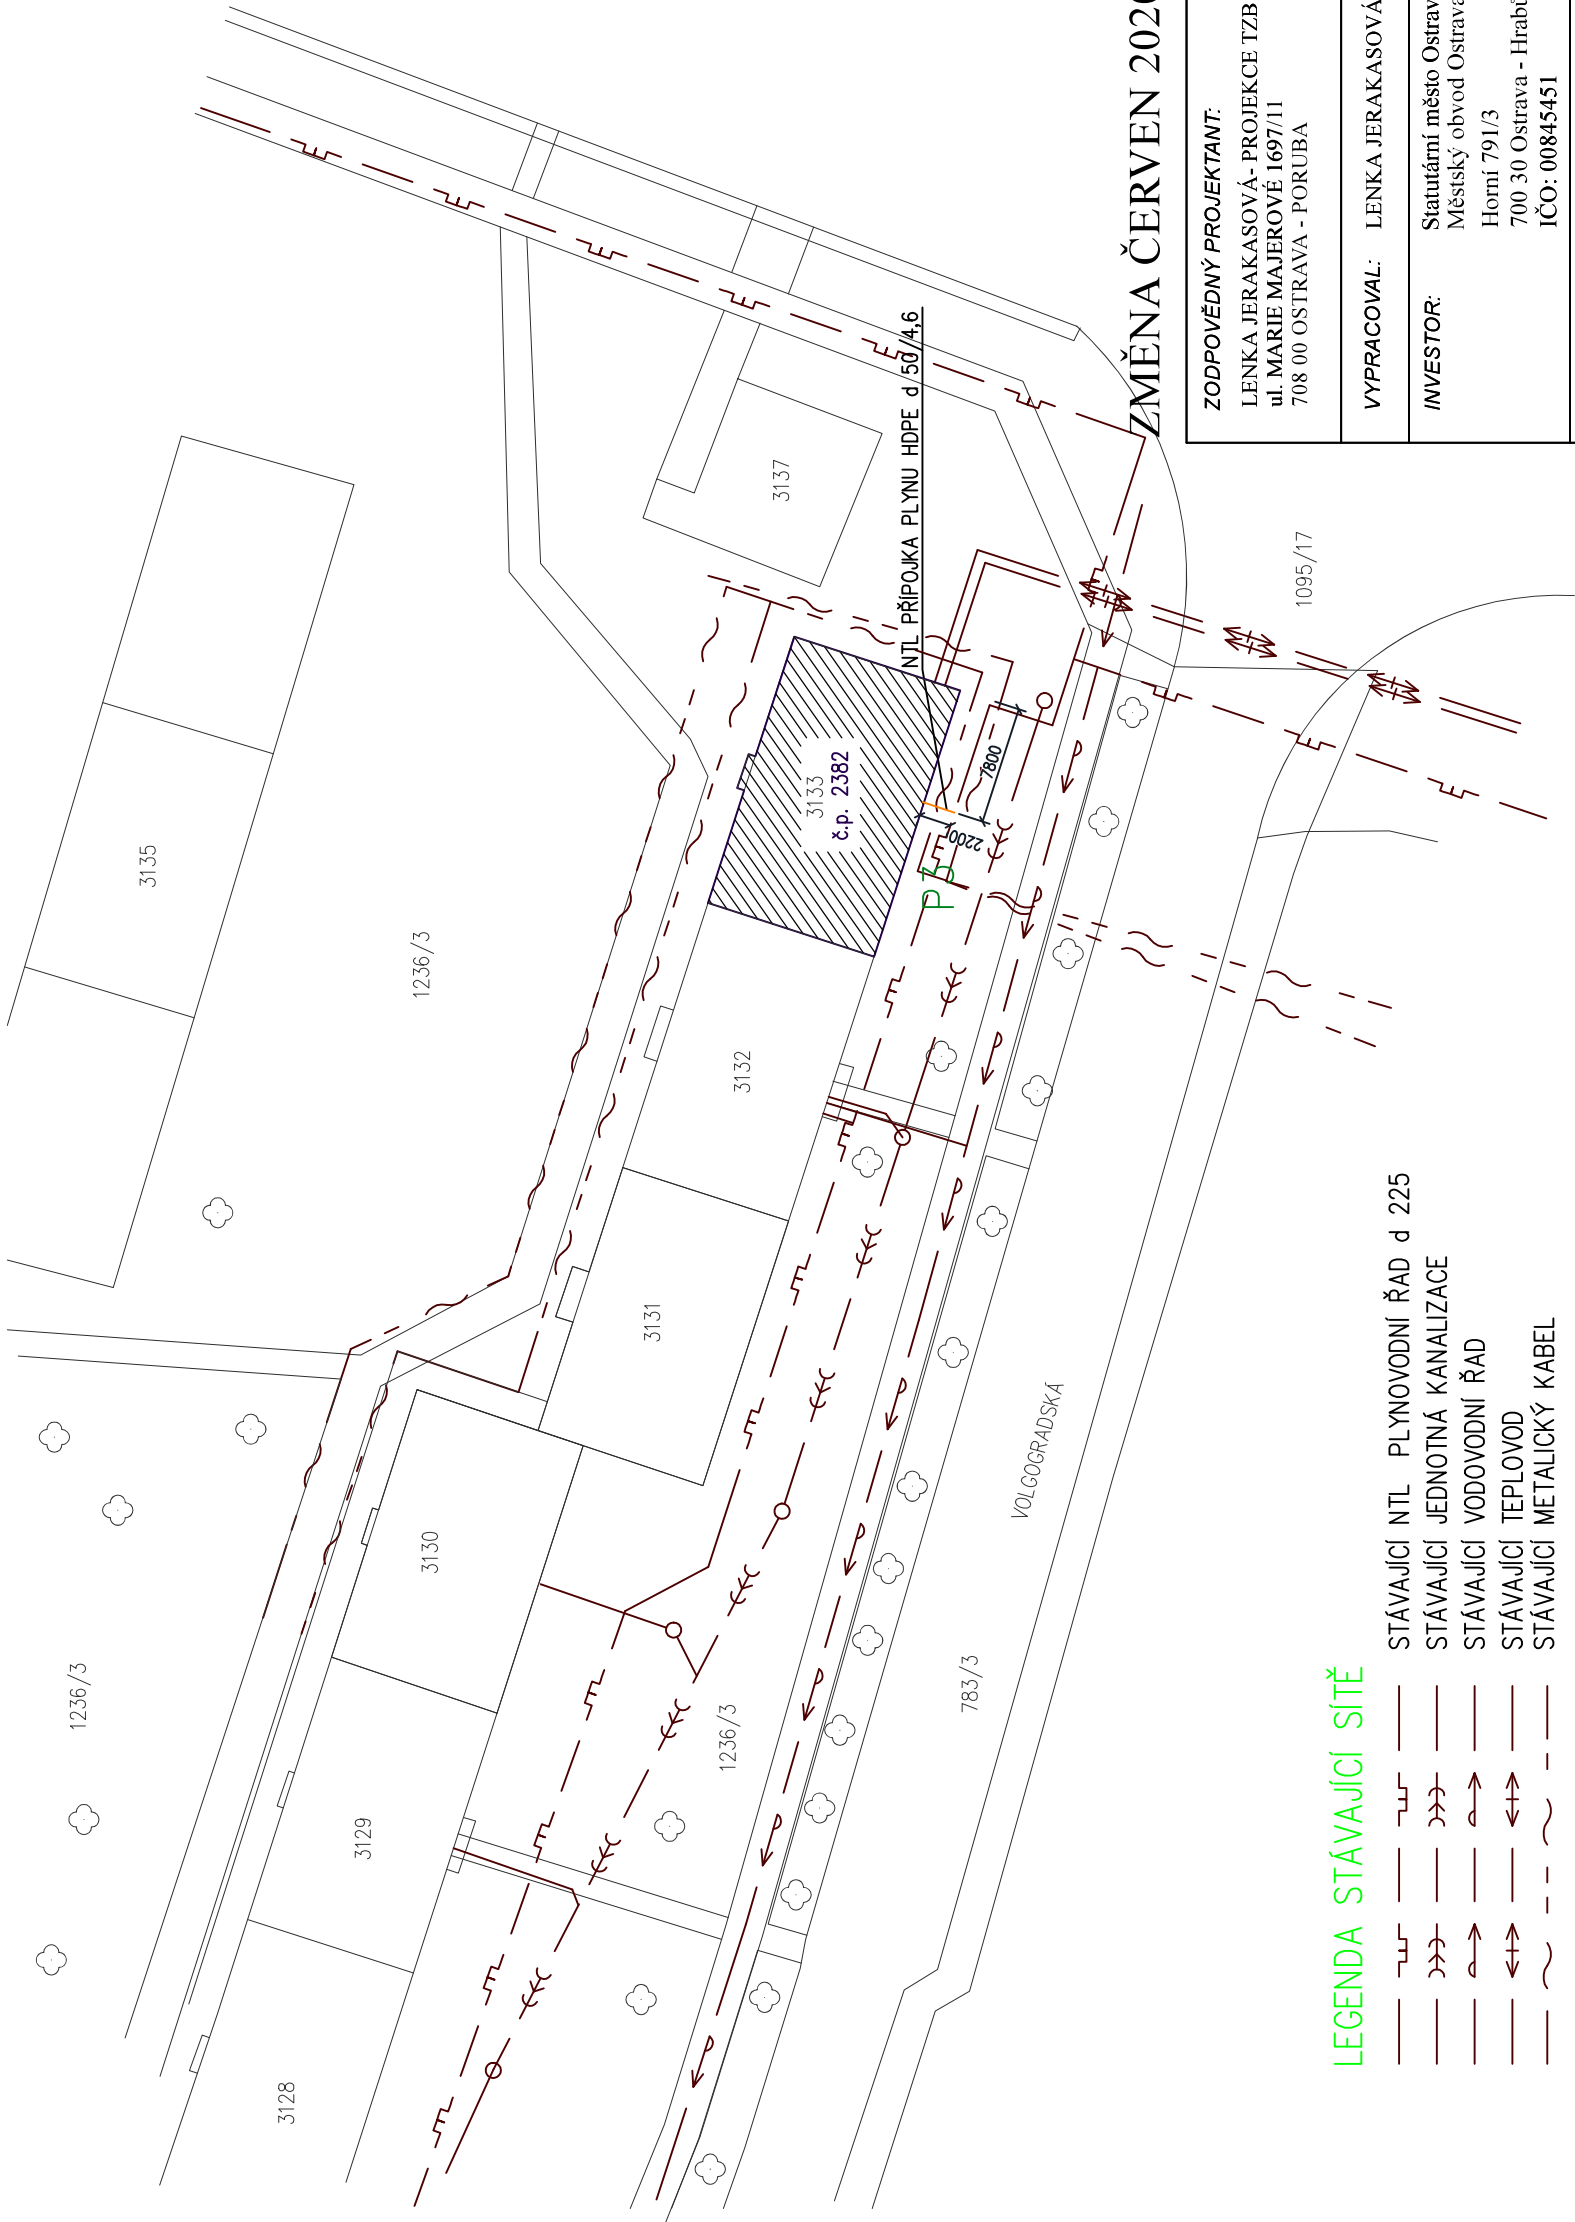 1236/3
3135
3137
1236/3
NTL PŘÍPOJKA PLYNU HDPE d 50/4,6
3133
č.p. 2382
7800
2200
P3
3132
3131
3130
3129
3128
1236/3
VOLGOGRADSKÁ
783/3
1095/17
LEGENDA STÁVAJÍCÍ SÍTĚ
STÁVAJÍCÍ NTL PLYNOVODNÍ ŘAD d 225
STÁVAJÍCÍ JEDNOTNÁ KANALIZACE
STÁVAJÍCÍ VODOVODNÍ ŘAD
STÁVAJÍCÍ TEPLOVOD
STÁVAJÍCÍ METALICKÝ KABEL
ZMĚNA ČERVEN 202
ZODPOVĚDNÝ PROJEKTANT:
LENKA JERAKASOVÁ- PROJEKCE TZB
ul. MARIE MAJEROVÉ 1697/11
708 00 OSTRAVA - PORUBA
VYPRACOVAL: LENKA JERAKASOVÁ
INVESTOR:
Statutární město Ostrav
Městský obvod Ostrava
Horní 791/3
700 30 Ostrava - Hrabů
IČO: 00845451